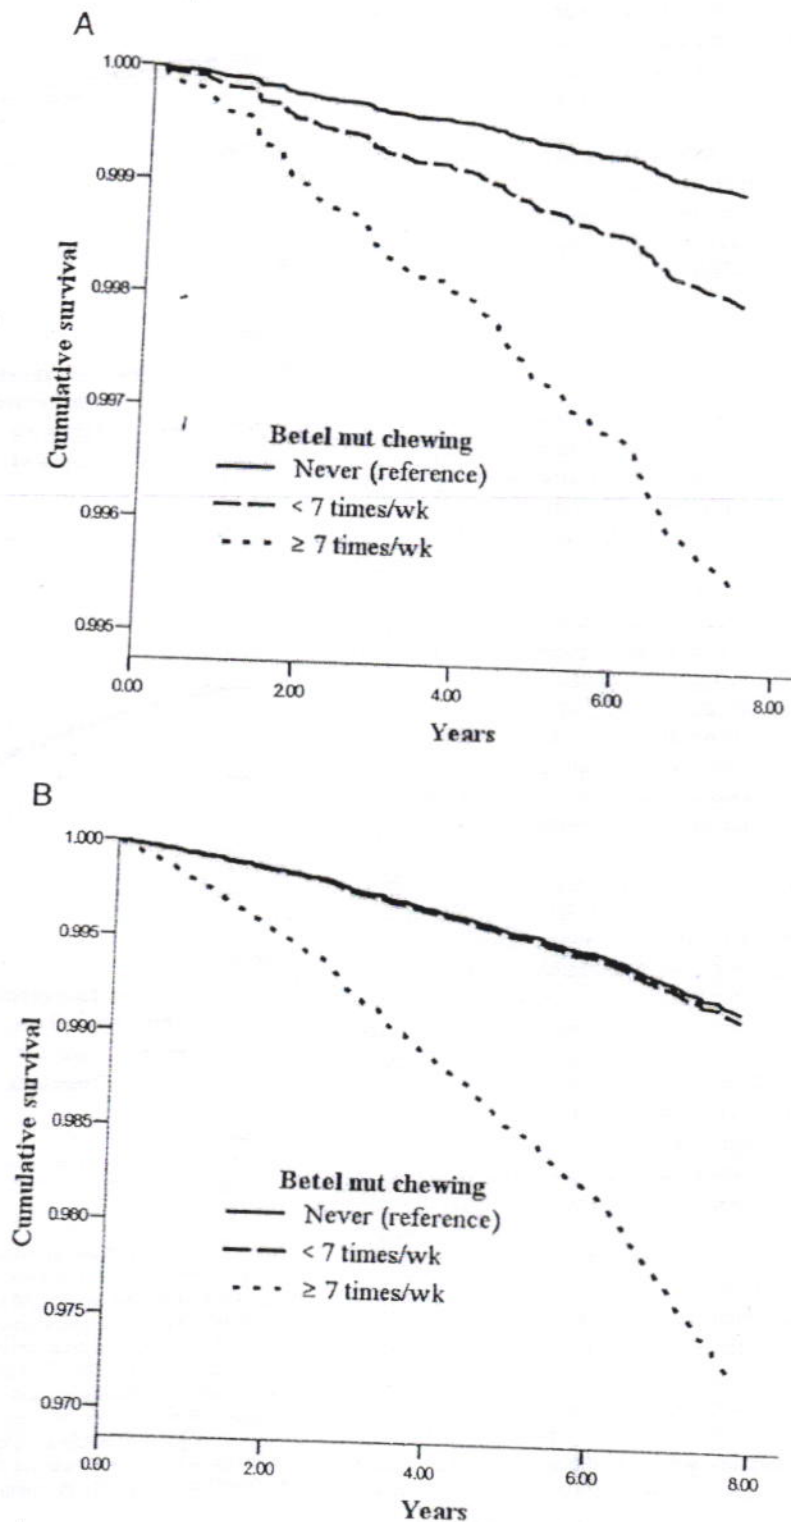 A
1.000
0.999
0.998
0.997
0.996
0.995
Cumulative survival
Betel nut chewing
Never (reference)
< 7 times/wk
≥ 7 times/wk
0.00 2.00 4.00 6.00 8.00
Years
B
1.000
0.995
0.990
0.985
0.980
0.975
0.970
Cumulative survival
Betel nut chewing
Never (reference)
< 7 times/wk
≥ 7 times/wk
0.00 2.00 4.00 6.00 8.00
Years